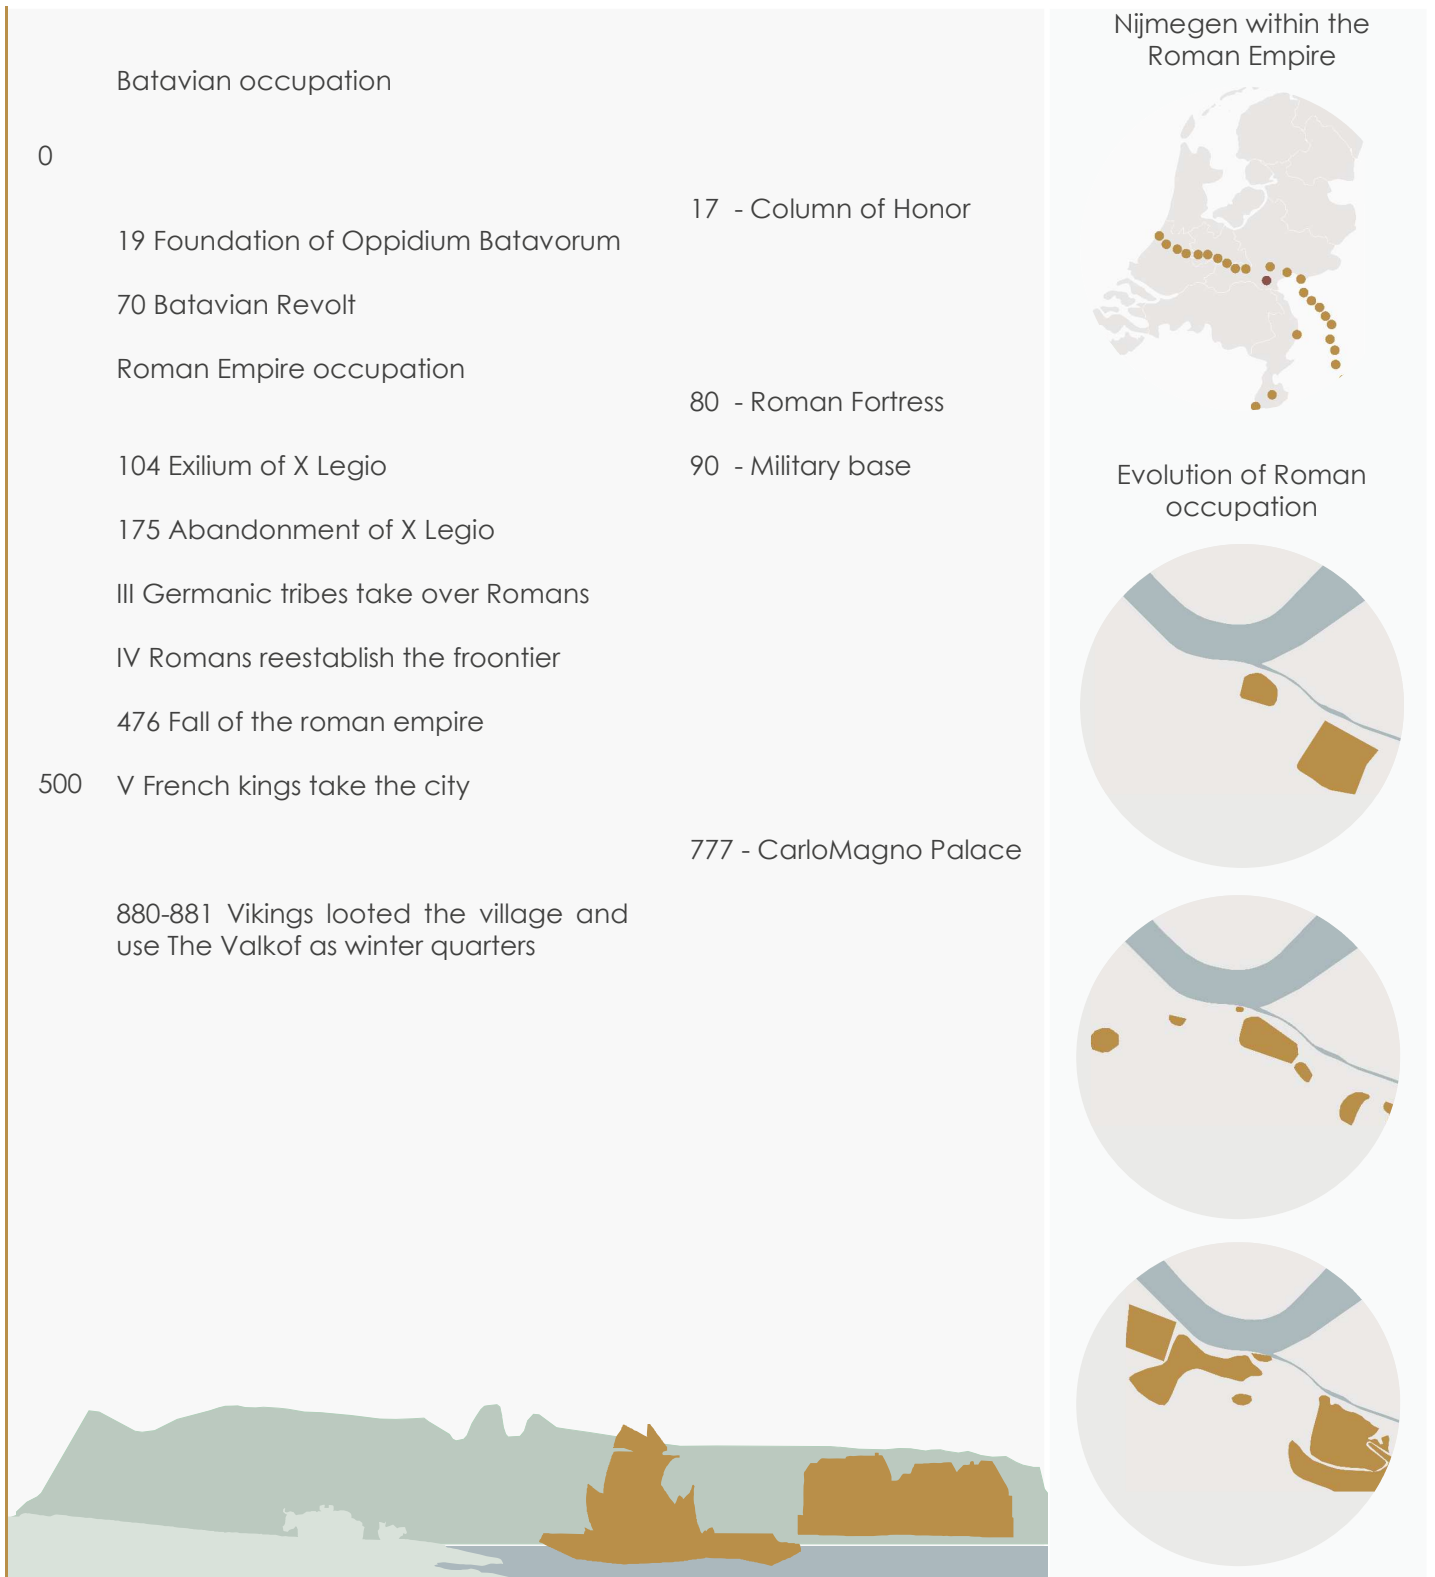 Batavian occupation
0
17 - Column of Honor
19 Foundation of Oppidium Batavorum
70 Batavian Revolt
Roman Empire occupation
80 - Roman Fortress
104 Exilium of X Legio
90 - Military base
175 Abandonment of X Legio
III Germanic tribes take over Romans
IV Romans reestablish the froontier
476 Fall of the roman empire
500
V French kings take the city
777 - CarloMagno Palace
880-881 Vikings looted the village and
use The Valkof as winter quarters
Nijmegen within the
Roman Empire
Evolution of Roman
occupation